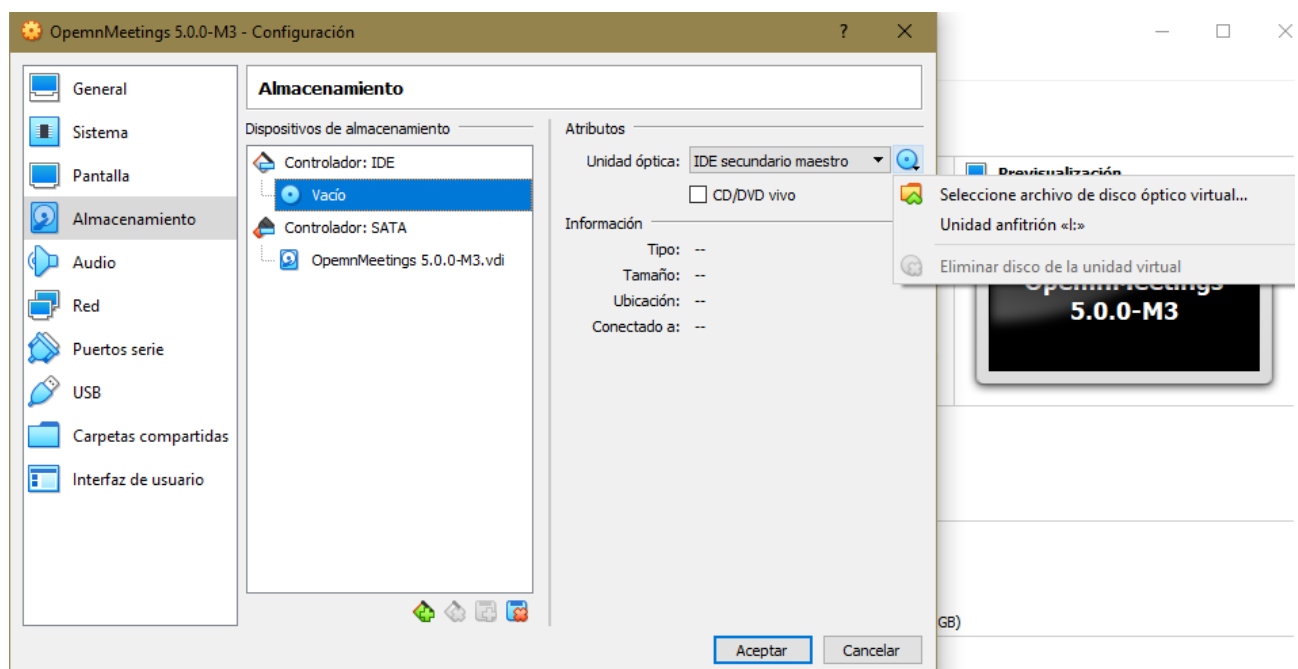 OpemnMeetings 5.0.0-M3 - Configuración
?
General
Sistema
Pantalla
Almacenamiento
Audio
Red
Puertos serie
USB
Carpetas compartidas
Interfaz de usuario
Almacenamiento
Dispositivos de almacenamiento
Controlador: IDE
Vacío
Controlador: SATA
OpemnMeetings 5.0.0-M3.vdi
Atributos
Unidad óptica: IDE secundario maestro
CD/DVD vivo
Información
Tipo: --
Tamaño: --
Ubicación: --
Conectado a: --
Previsualización
Seleccione archivo de disco óptico virtual...
Unidad anfitrión «I:»
Eliminar disco de la unidad virtual
OpemnMeetings
5.0.0-M3
GB)
Aceptar
Cancelar